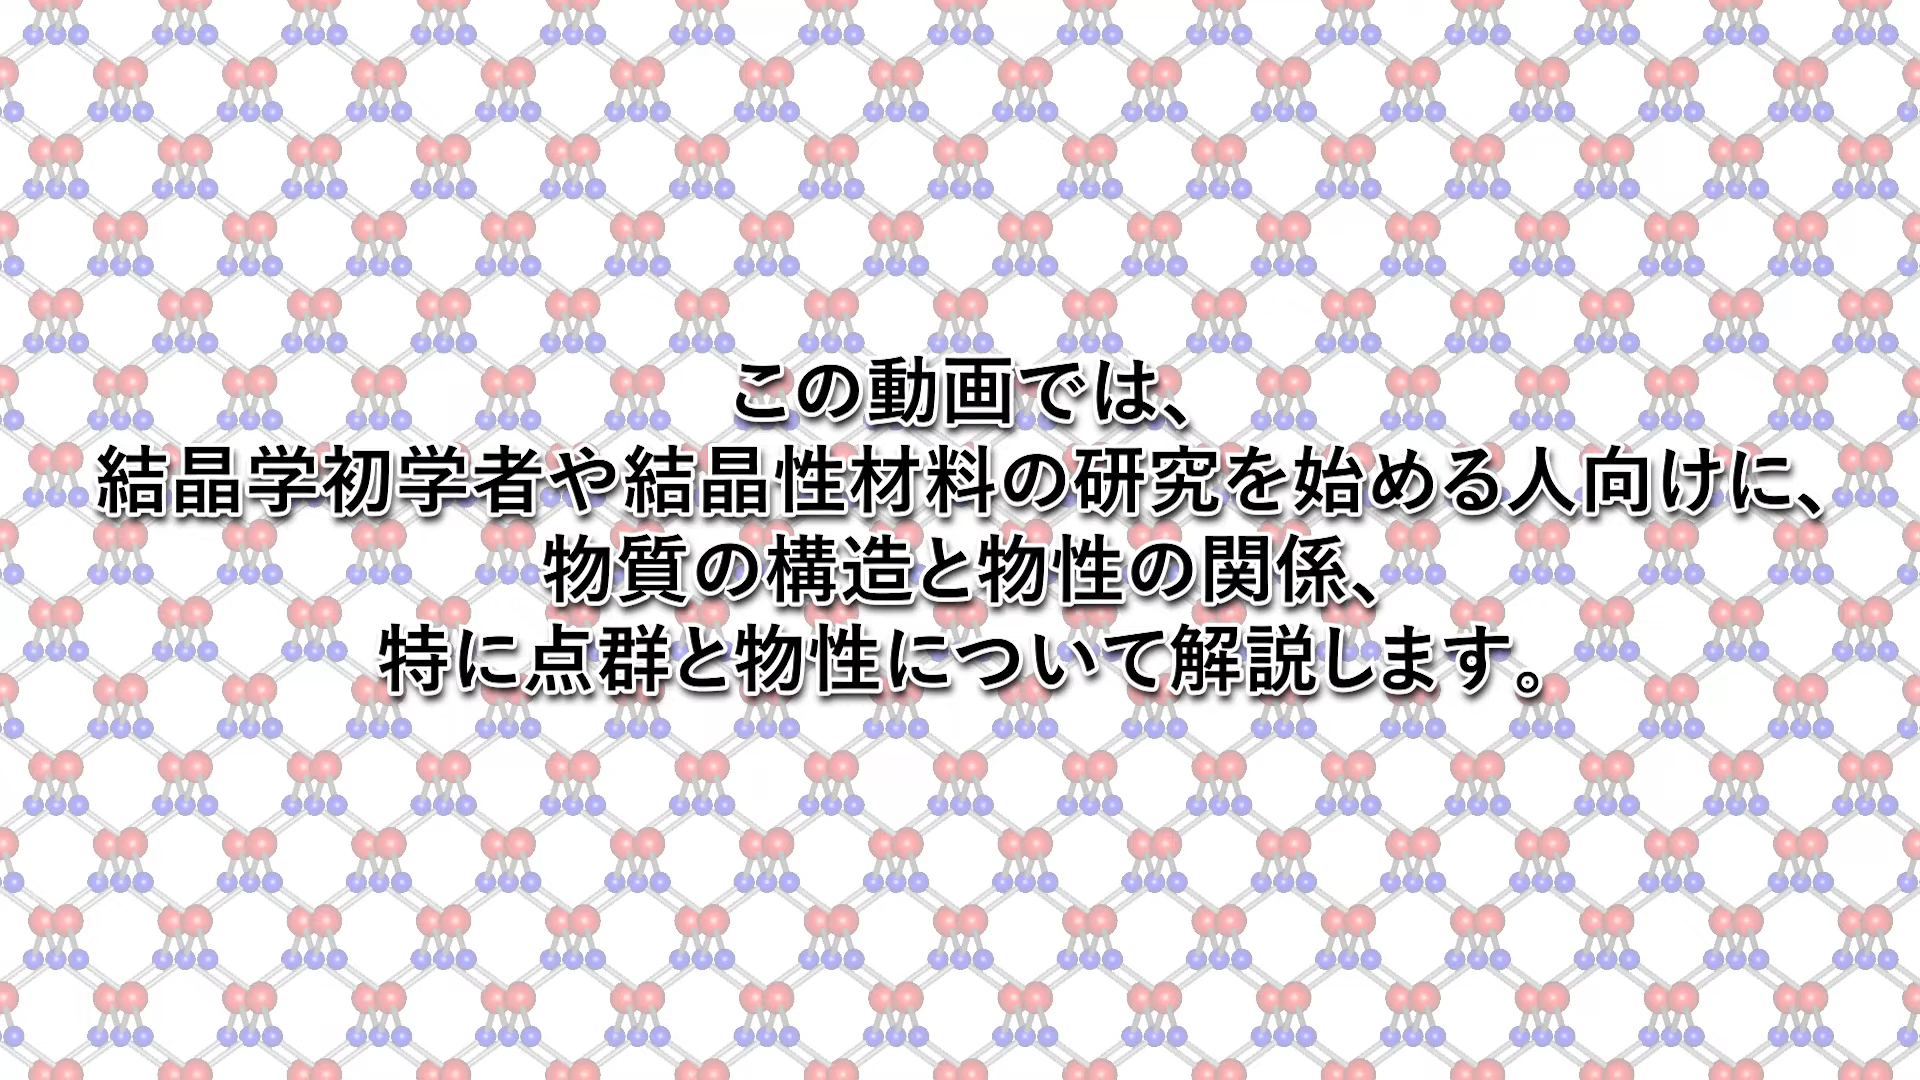 この動画では、
結晶学初学者や結晶性材料の研究を始める人向けに、
物質の構造と物性の関係、
特に点群と物性について解説します。